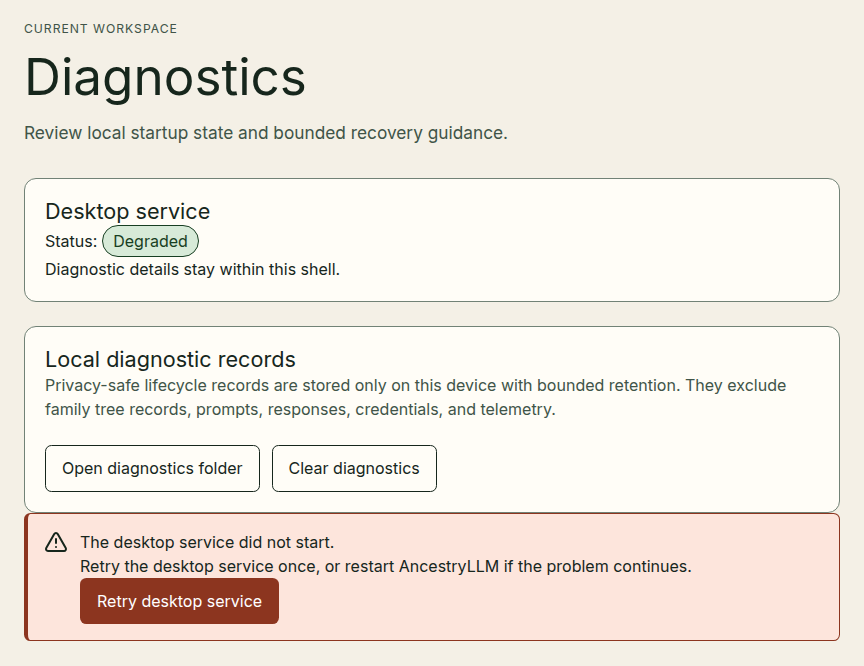 CURRENT WORKSPACE
Diagnostics
Review local startup state and bounded recovery guidance.
Desktop service
Status: Degraded
Diagnostic details stay within this shell.
Local diagnostic records
Privacy-safe lifecycle records are stored only on this device with bounded retention. They exclude
family tree records, prompts, responses, credentials, and telemetry.
Open diagnostics folder Clear diagnostics
The desktop service did not start.
Retry the desktop service once, or restart AncestryLLM if the problem continues.
Retry desktop service